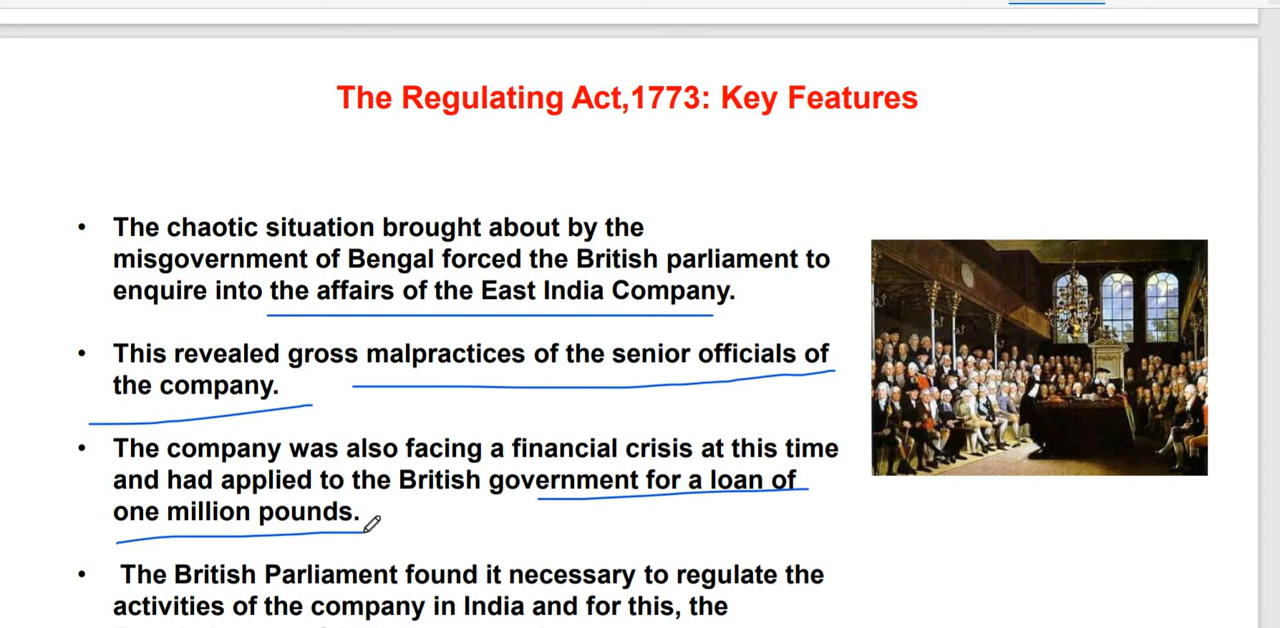 The Regulating Act,1773: Key Features
• The chaotic situation brought about by the
misgovernment of Bengal forced the British parliament to
enquire into the affairs of the East India Company.
• This revealed gross malpractices of the senior officials of
the company.
• The company was also facing a financial crisis at this time
and had applied to the British government for a loan of
one million pounds.
• The British Parliament found it necessary to regulate the
activities of the company in India and for this, the